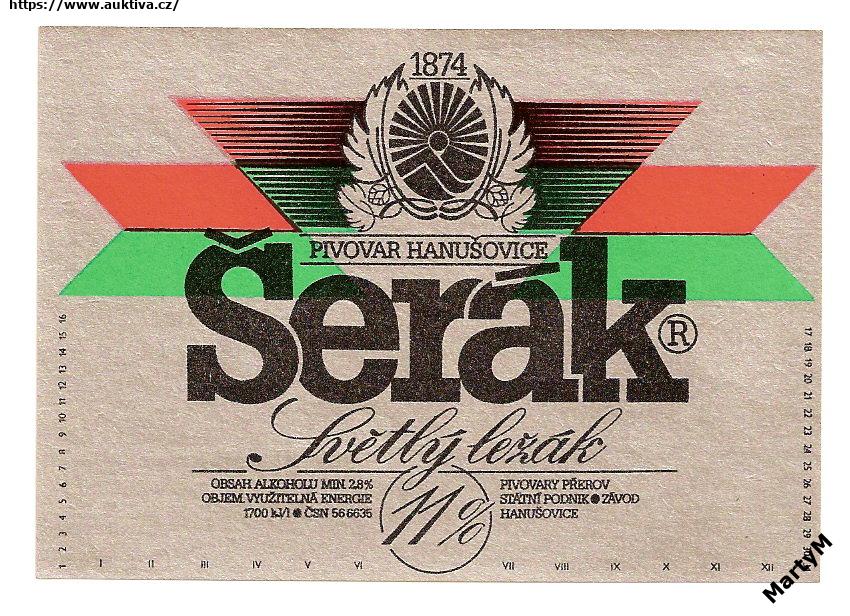 https://www.auktiva.cz/
1874
PIVOVAR HANUŠOVICE
Šerák ®
Světlý ležák
OBSAH ALKOHOLU MIN. 2,8%
OBJEM. VYUŽITELNÁ ENERGIE
1700 kJ/l ● ČSN 56 6635
11%
PIVOVARY PŘEROV
STÁTNÍ PODNIK ● ZÁVOD
HANUŠOVICE
1 2 3 4 5 6 7 8 9 10 11 12 13 14 15 16
17 18 19 20 21 22 23 24 25 26 27 28 29
I II III IV V VI VII VIII IX X XI XII
MartyM